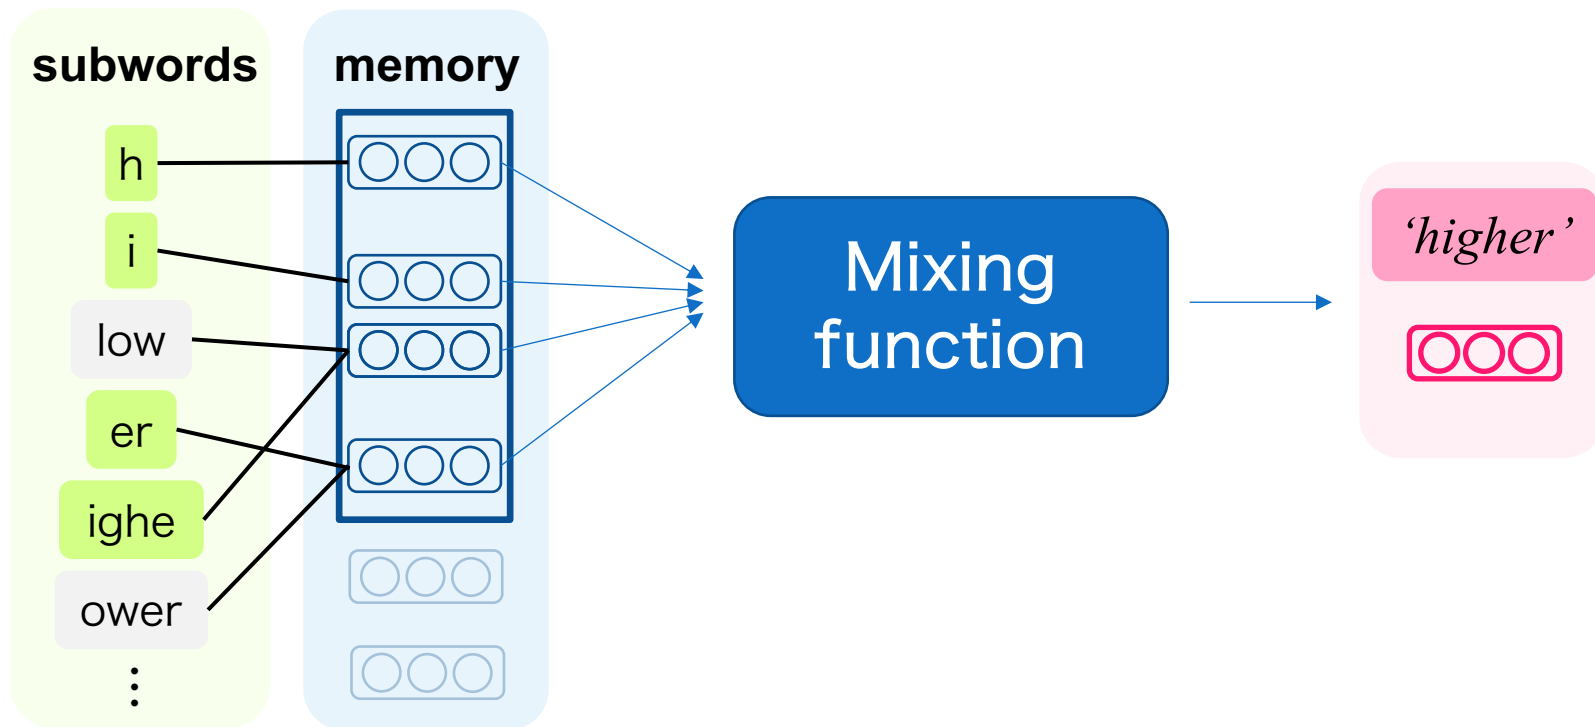 subwords
memory
h
i
low
er
ighe
ower
⋮
Mixing
function
‘higher’